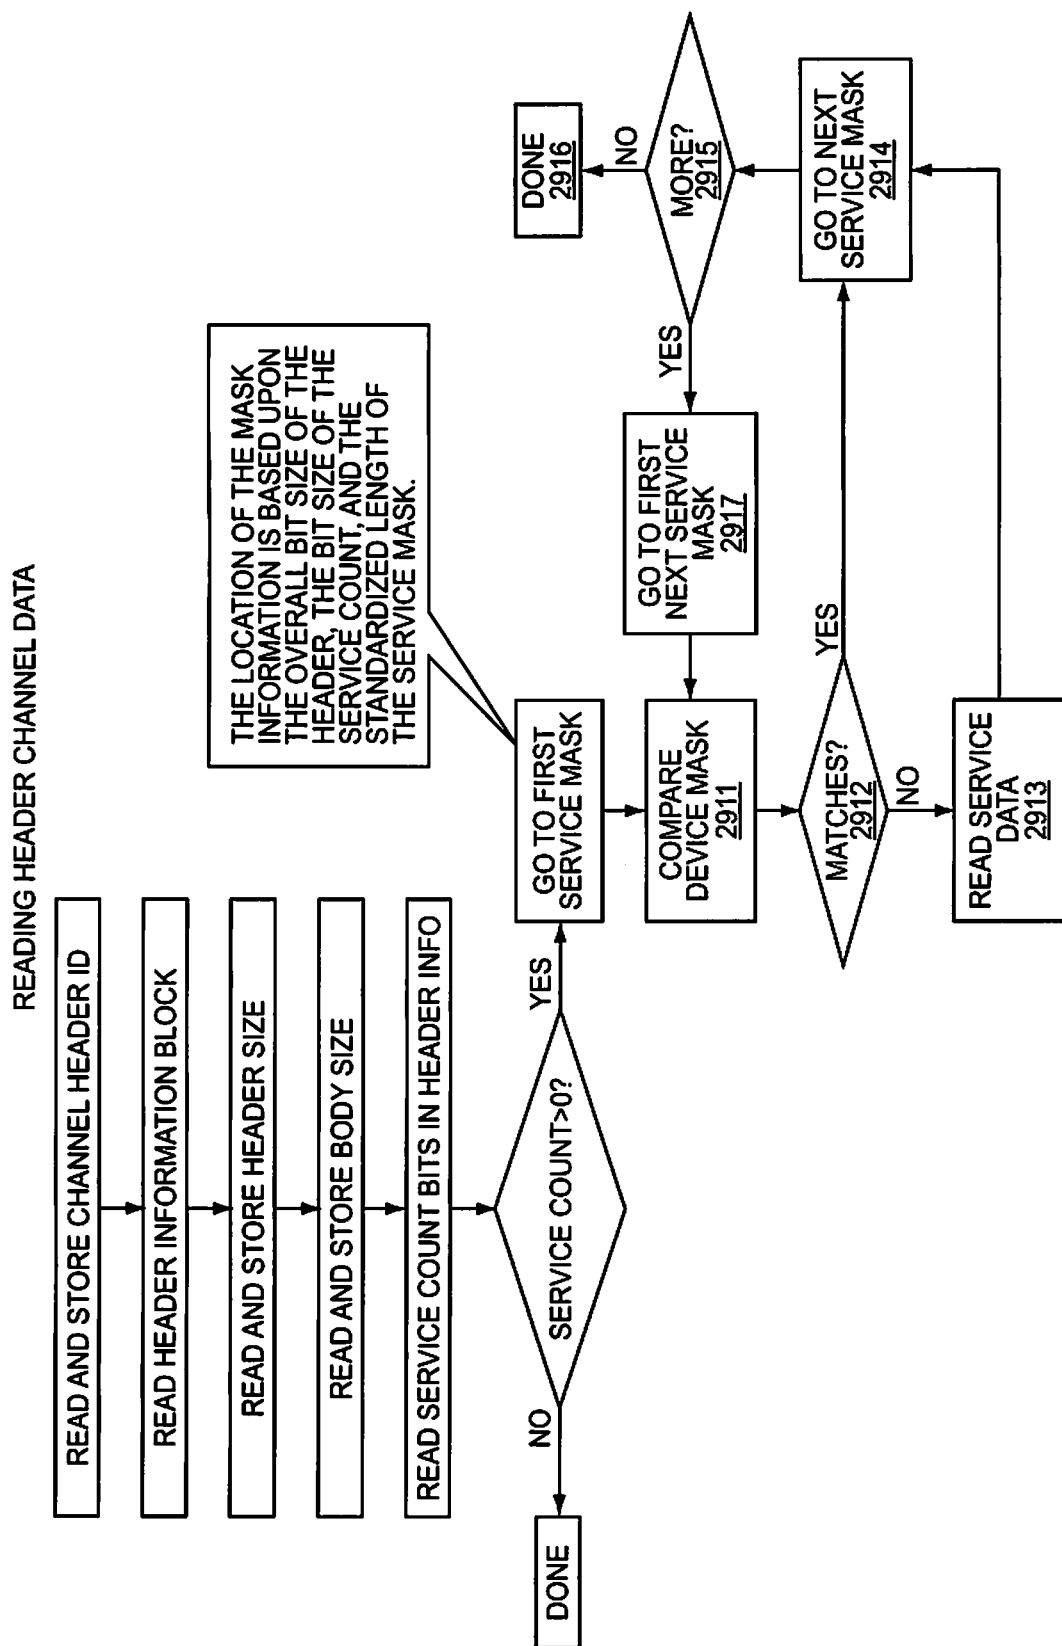 READING HEADER CHANNEL DATA
READ AND STORE CHANNEL HEADER ID
READ HEADER INFORMATION BLOCK
READ AND STORE HEADER SIZE
READ AND STORE BODY SIZE
READ SERVICE COUNT BITS IN HEADER INFO
SERVICE COUNT>0?
NO
DONE
YES
GO TO FIRST
SERVICE MASK
THE LOCATION OF THE MASK
INFORMATION IS BASED UPON
THE OVERALL BIT SIZE OF THE
HEADER, THE BIT SIZE OF THE
SERVICE COUNT, AND THE
STANDARDIZED LENGTH OF
THE SERVICE MASK.
COMPARE
DEVICE MASK
2911
MATCHES?
2912
NO
READ SERVICE
DATA
2913
YES
GO TO NEXT
SERVICE MASK
2914
MORE?
2915
NO
DONE
2916
YES
GO TO FIRST
NEXT SERVICE
MASK
2917